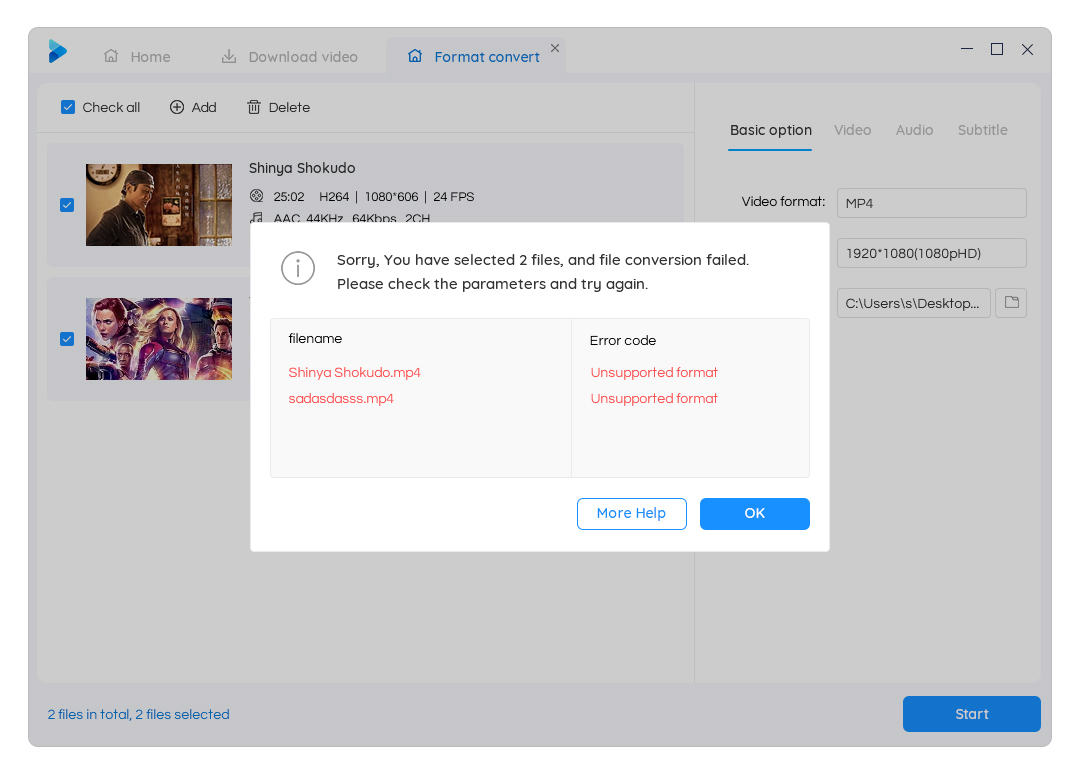 Home
Download video
Format convert
Check all
Add
Delete
Basic option
Video
Audio
Subtitle
Shinya Shokudo
25:02 H264 | 1080*606 | 24 FPS
AAC 44KHz 64Kbps 2CH
Video format:
MP4
1920*1080(1080pHD)
C:\Users\s\Desktop...
Sorry, You have selected 2 files, and file conversion failed.
Please check the parameters and try again.
filename
Error code
Shinya Shokudo.mp4
Unsupported format
sadasdasss.mp4
Unsupported format
More Help
OK
2 files in total, 2 files selected
Start